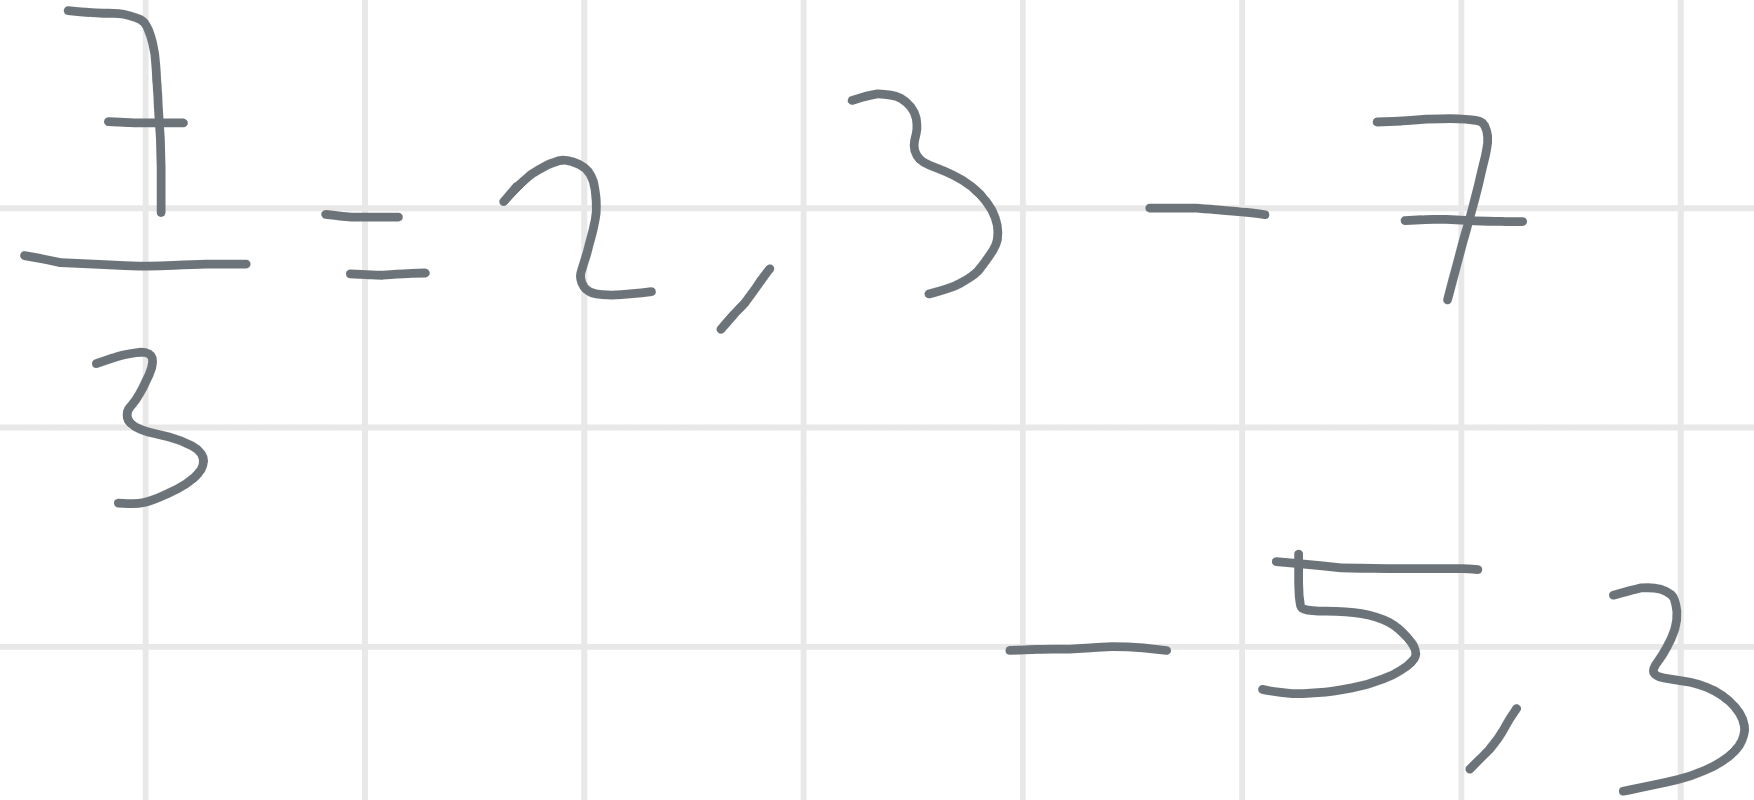 7/3 = 2,3 - 7
- 5,3